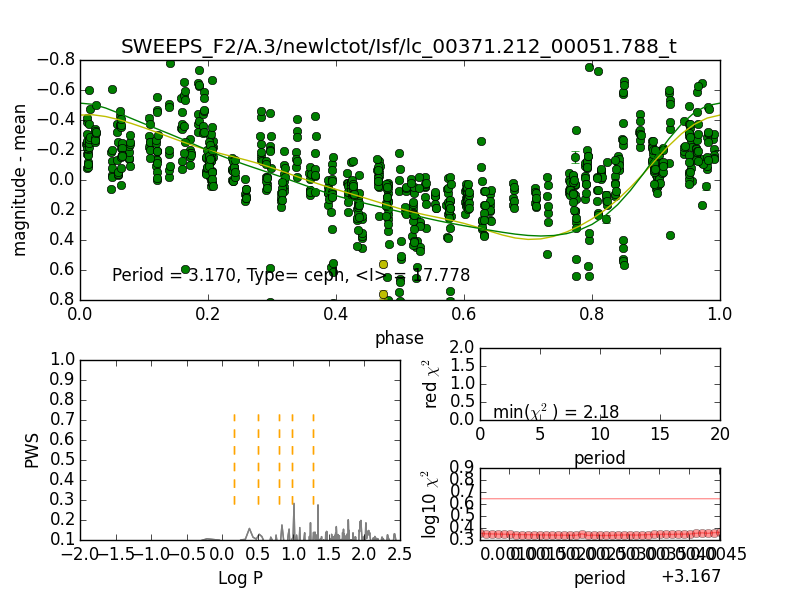 SWEEPS_F2/A.3/newlctot/Isf/lc_00371.212_00051.788_t
−0.8
−0.6
−0.4
−0.2
0.0
0.2
0.4
0.6
0.8
magnitude - mean
Period = 3.170, Type= ceph, <I> = 17.778
0.0 0.2 0.4 0.6 0.8 1.0
phase
1.0
0.9
0.8
0.7
0.6
0.5
0.4
0.3
0.2
0.1
PWS
−2.0 −1.5 −1.0 −0.5 0.0 0.5 1.0 1.5 2.0 2.5
Log P
2.0
1.5
1.0
0.5
0.0
red χ²
min(χ² ) = 2.18
0 5 10 15 20
period
0.9
0.8
0.7
0.6
0.5
0.4
0.3
log10 χ²
period
+3.167